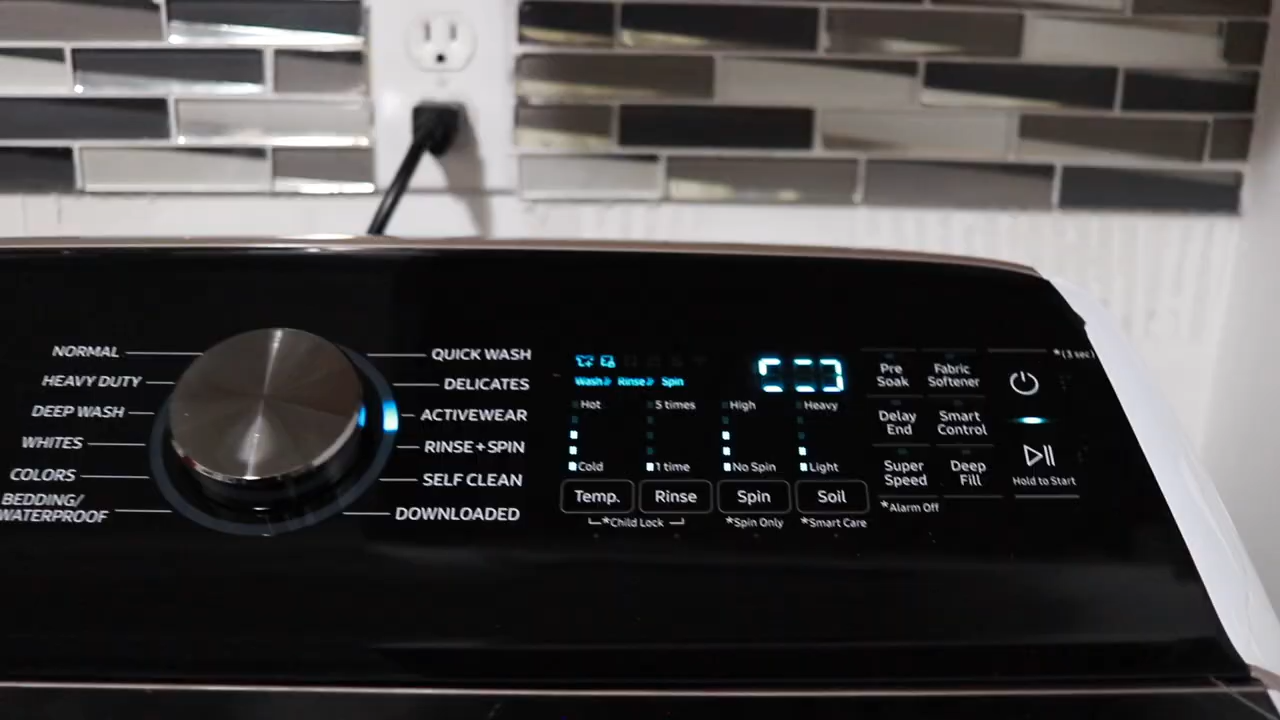 NORMAL
HEAVY DUTY
DEEP WASH
WHITES
COLORS
BEDDING/
WATERPROOF
QUICK WASH
DELICATES
ACTIVEWEAR
RINSE+SPIN
SELF CLEAN
DOWNLOADED
Wash Rinse Spin
Hot 5 times High Heavy
Cold 1 time No Spin Light
Temp. Rinse Spin Soil
*Child Lock *Spin Only *Smart Care
Pre Soak
Fabric Softener
Delay End
Smart Control
Super Speed
Deep Fill
*Alarm Off
*(3 sec)
Hold to Start